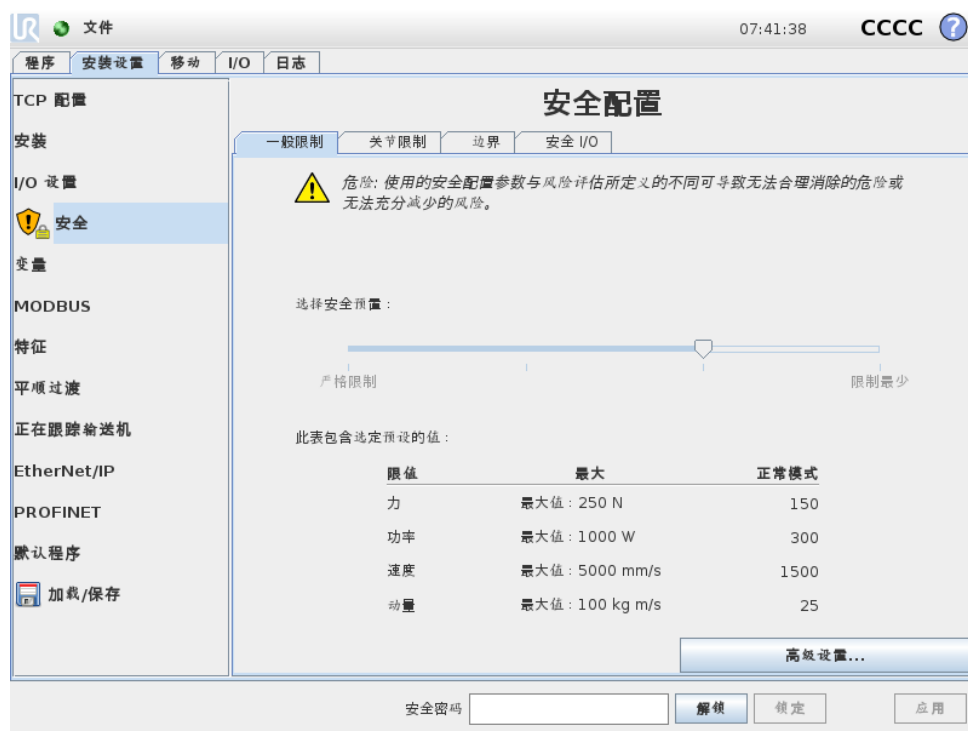 UR 文件 07:41:38 CCCC ?
程序 安装设置 移动 I/O 日志
TCP 配置
安装
I/O 设置
安全
变量
MODBUS
特征
平顺过渡
正在跟踪输送机
EtherNet/IP
PROFINET
默认程序
加载/保存
安全配置
一般限制 关节限制 边界 安全 I/O
危险: 使用的安全配置参数与风险评估所定义的不同可导致无法合理消除的危险或
无法充分减少的风险。
选择安全预置:
严格限制 限制最少
此表包含选定预设的值:
限值 最大 正常模式
力 最大值:250 N 150
功率 最大值:1000 W 300
速度 最大值:5000 mm/s 1500
动量 最大值:100 kg m/s 25
高级设置...
安全密码 解锁 锁定 应用